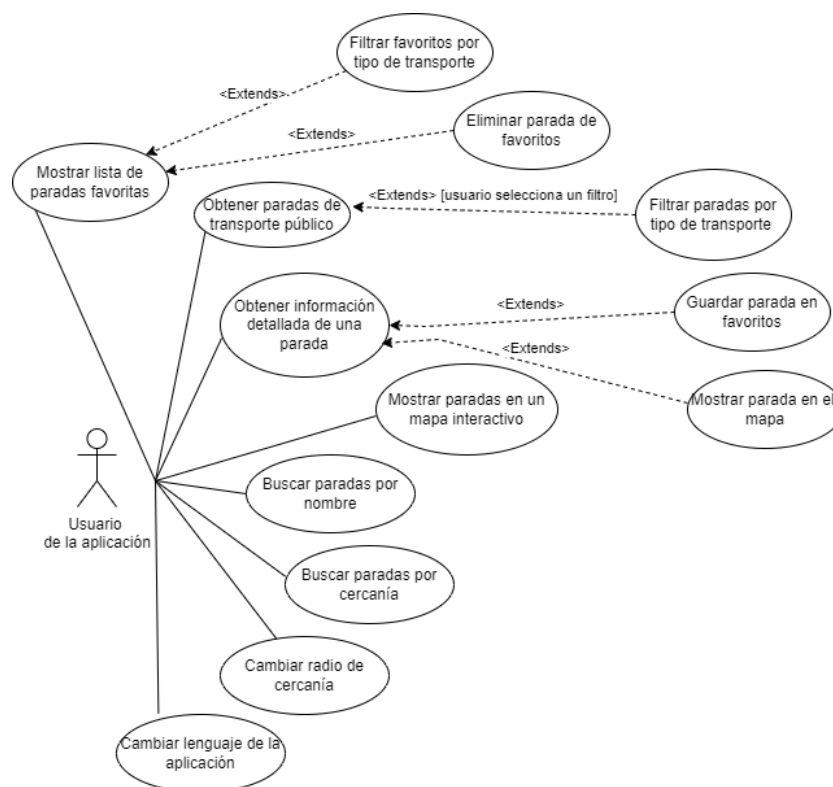 Filtrar favoritos por
tipo de transporte
<Extends>
Eliminar parada de
favoritos
<Extends>
Mostrar lista de
paradas favoritas
Obtener paradas de
transporte público
<Extends> [usuario selecciona un filtro]
Filtrar paradas por
tipo de transporte
Obtener información
detallada de una
parada
<Extends>
Guardar parada en
favoritos
<Extends>
Mostrar parada en el
mapa
Mostrar paradas en un
mapa interactivo
Buscar paradas por
nombre
Usuario
de la aplicación
Buscar paradas por
cercanía
Cambiar radio de
cercanía
Cambiar lenguaje de la
aplicación